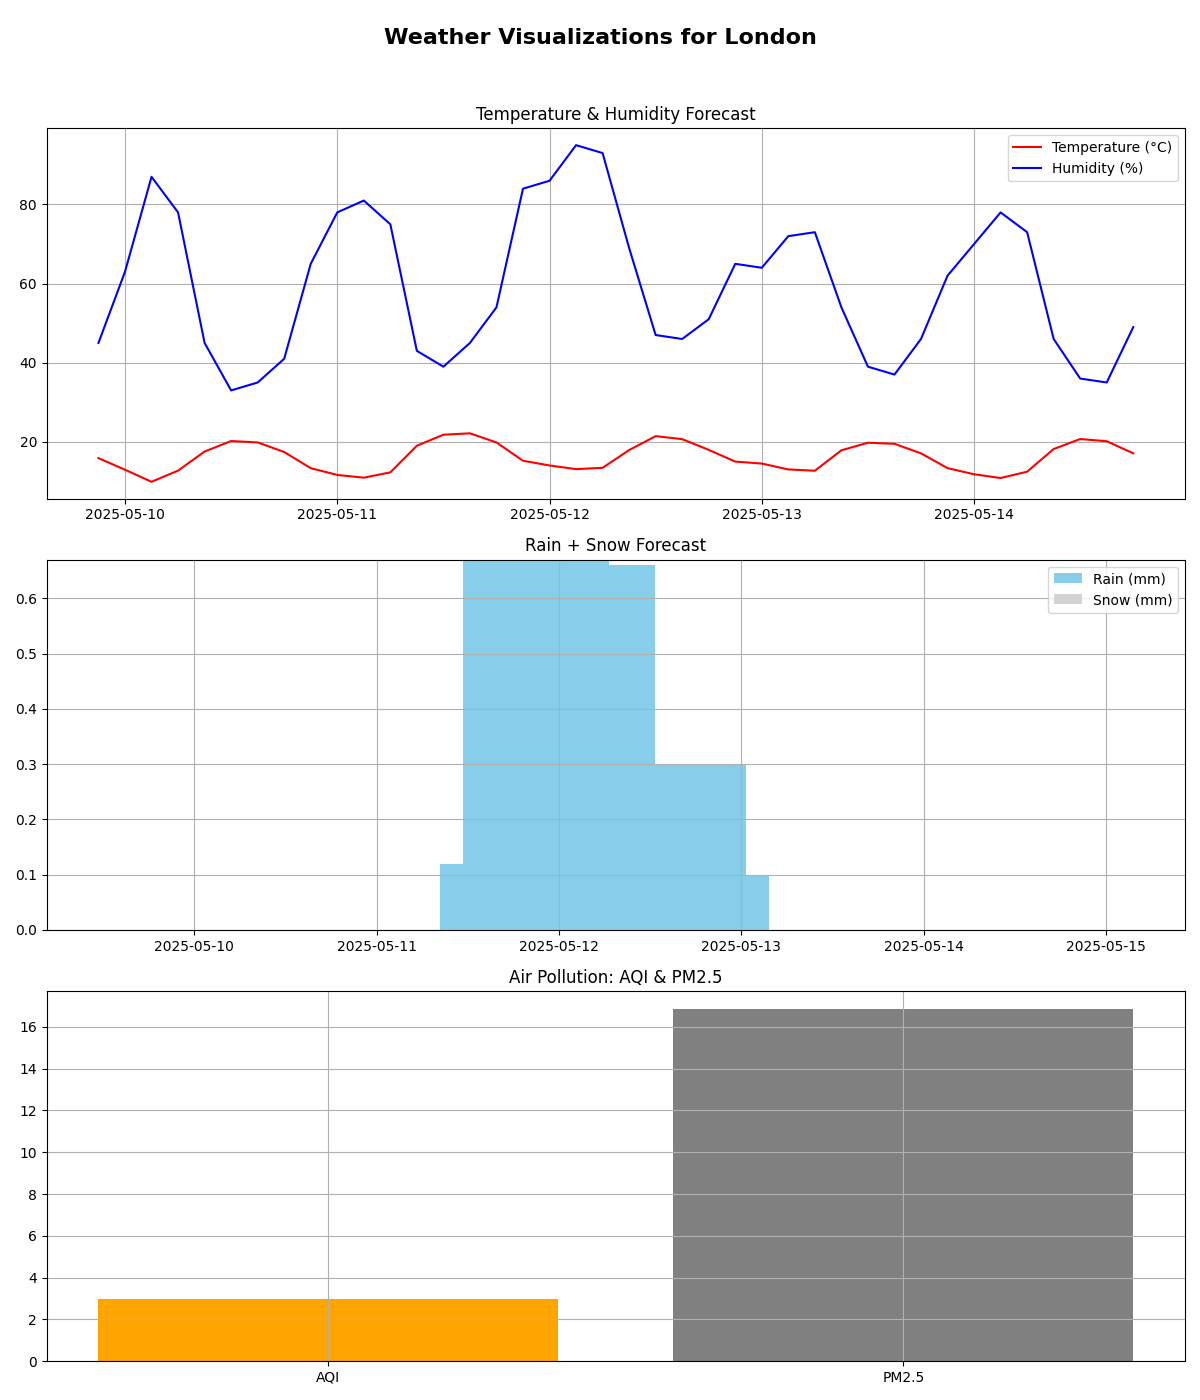 Weather Visualizations for London
Temperature & Humidity Forecast
Temperature (°C)
Humidity (%)
80
60
40
20
2025-05-10 2025-05-11 2025-05-12 2025-05-13 2025-05-14
Rain + Snow Forecast
Rain (mm)
Snow (mm)
0.6
0.5
0.4
0.3
0.2
0.1
0.0
2025-05-10 2025-05-11 2025-05-12 2025-05-13 2025-05-14 2025-05-15
Air Pollution: AQI & PM2.5
16
14
12
10
8
6
4
2
0
AQI PM2.5